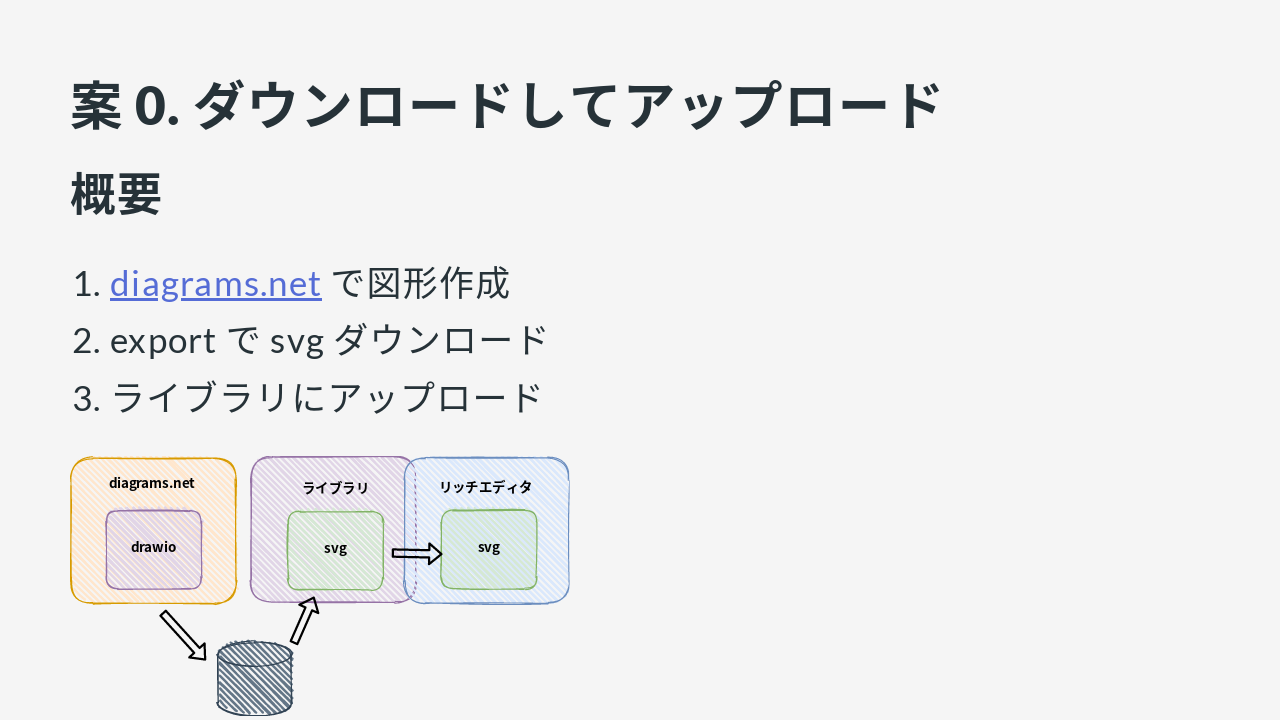 案 0. ダウンロードしてアップロード
概要
1. diagrams.net で図形作成
2. export で svg ダウンロード
3. ライブラリにアップロード
diagrams.net
drawio
ライブラリ
svg
リッチエディタ
svg